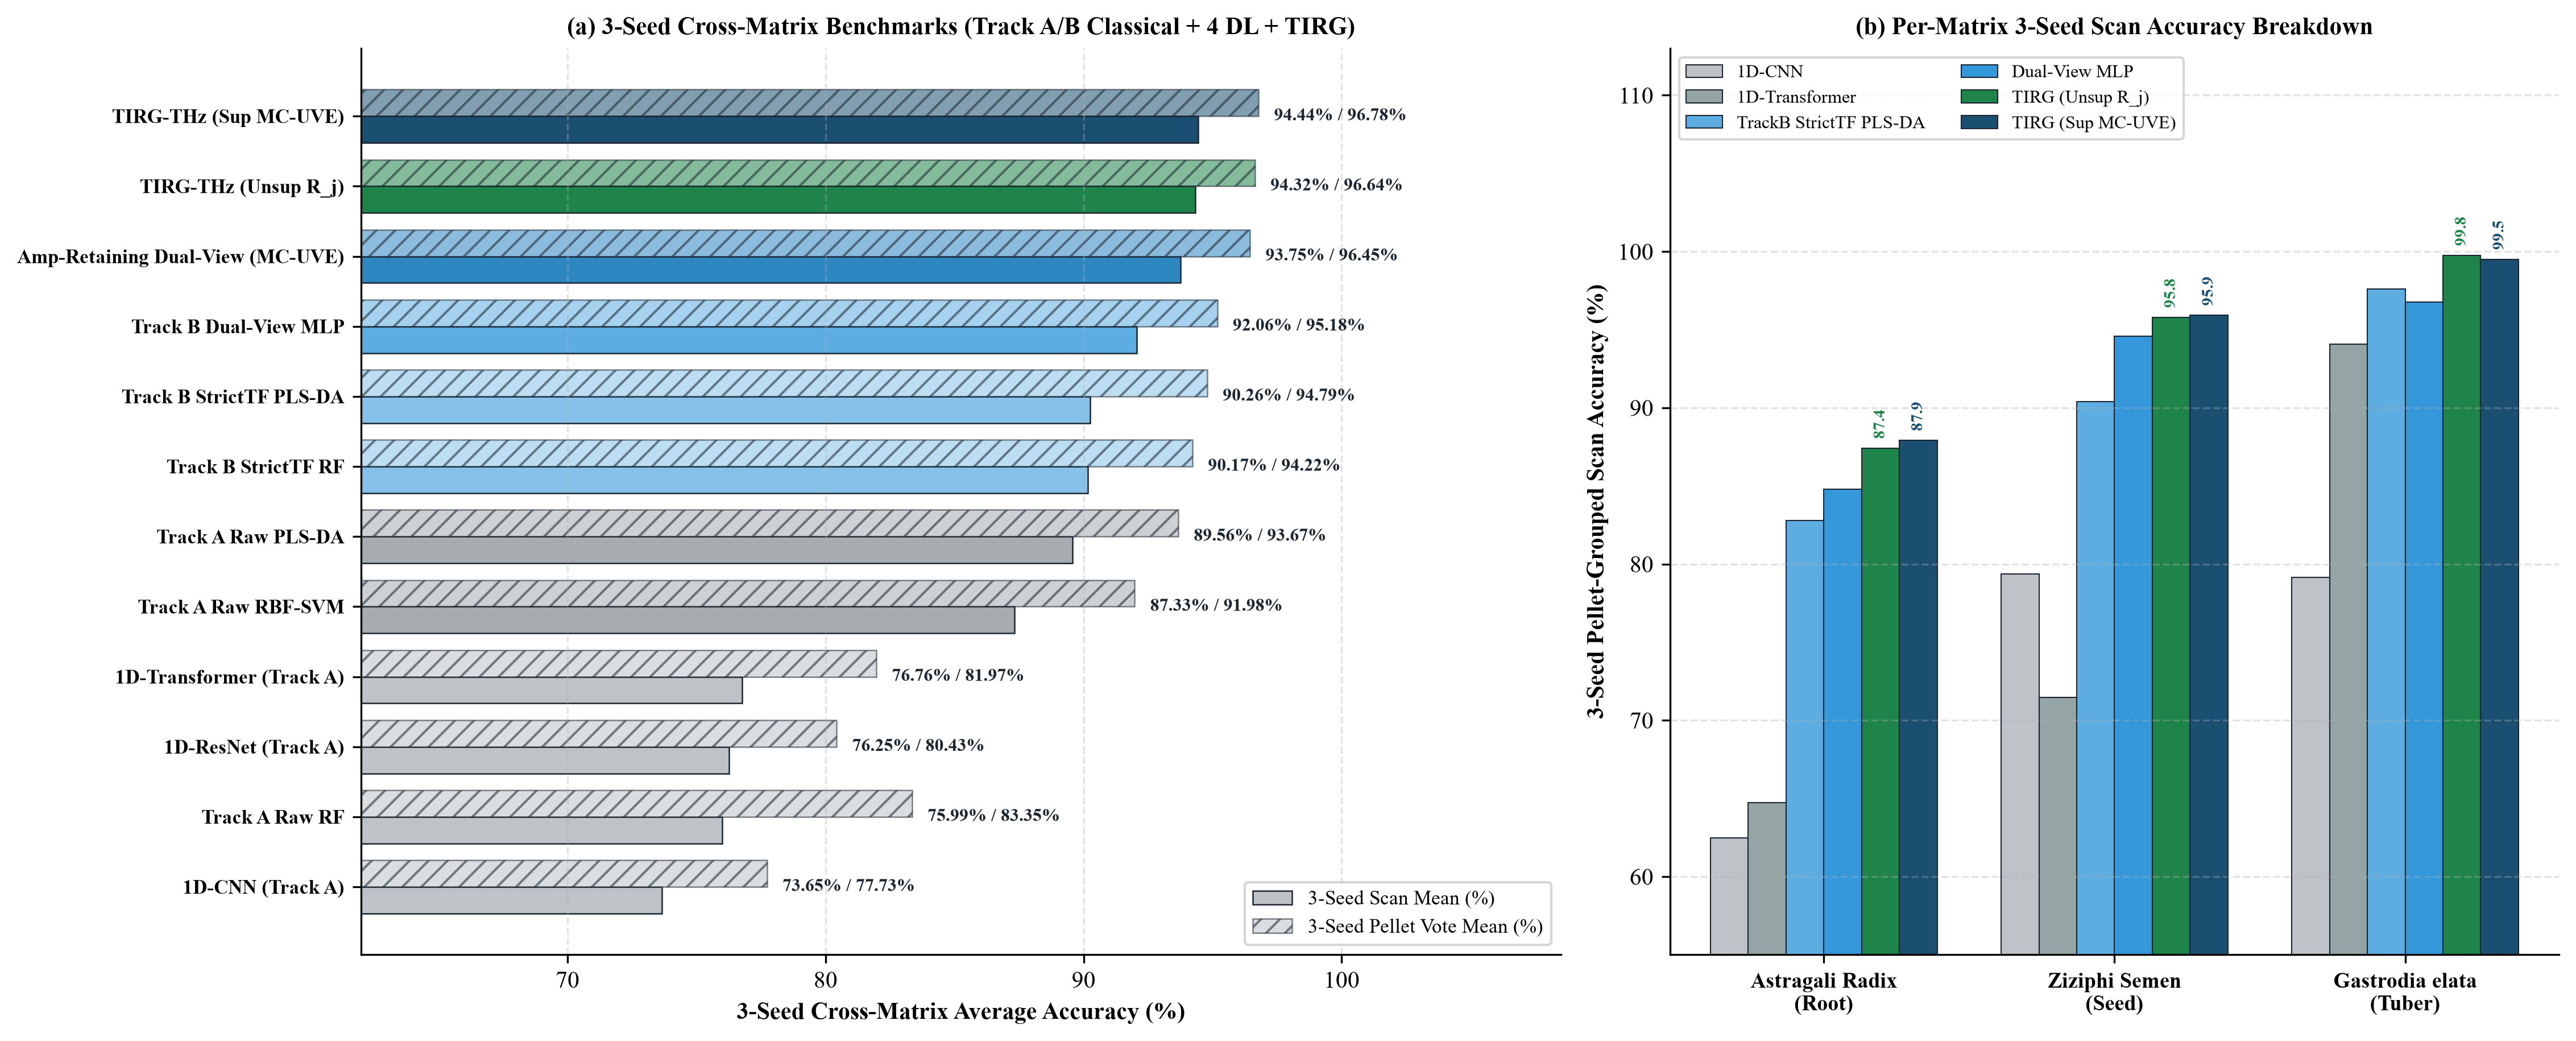 (a) 3-Seed Cross-Matrix Benchmarks (Track A/B Classical + 4 DL + TIRG)
TIRG-THz (Sup MC-UVE)
94.44% / 96.78%
TIRG-THz (Unsup R_j)
94.32% / 96.64%
Amp-Retaining Dual-View (MC-UVE)
93.75% / 96.45%
Track B Dual-View MLP
92.06% / 95.18%
Track B StrictTF PLS-DA
90.26% / 94.79%
Track B StrictTF RF
90.17% / 94.22%
Track A Raw PLS-DA
89.56% / 93.67%
Track A Raw RBF-SVM
87.33% / 91.98%
1D-Transformer (Track A)
76.76% / 81.97%
1D-ResNet (Track A)
76.25% / 80.43%
Track A Raw RF
75.99% / 83.35%
1D-CNN (Track A)
73.65% / 77.73%
3-Seed Scan Mean (%)
3-Seed Pellet Vote Mean (%)
70 80 90 100
3-Seed Cross-Matrix Average Accuracy (%)
(b) Per-Matrix 3-Seed Scan Accuracy Breakdown
1D-CNN
1D-Transformer
TrackB StrictTF PLS-DA
Dual-View MLP
TIRG (Unsup R_j)
TIRG (Sup MC-UVE)
3-Seed Pellet-Grouped Scan Accuracy (%)
110
100
90
80
70
60
87.4
87.9
95.8
95.9
99.8
99.5
Astragali Radix
(Root)
Ziziphi Semen
(Seed)
Gastrodia elata
(Tuber)